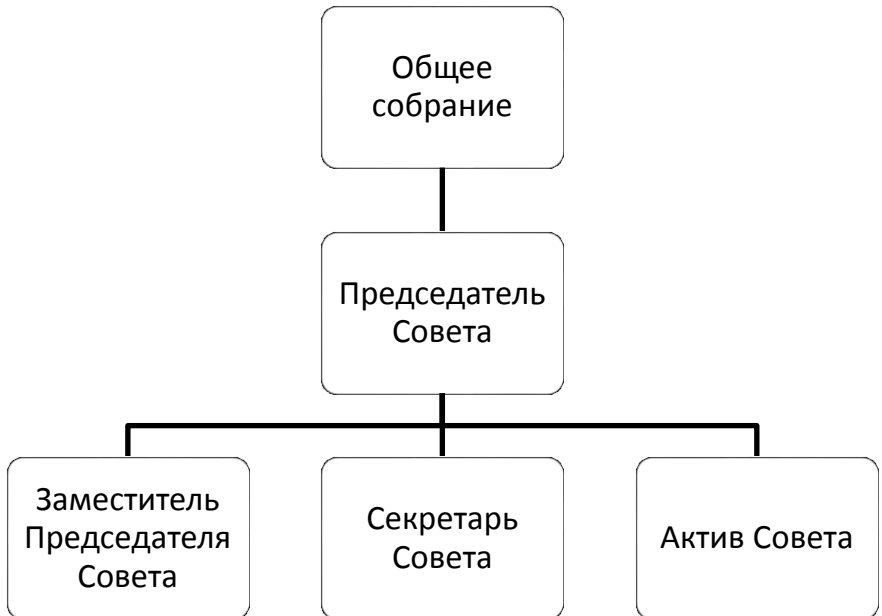 Общее
собрание
Председатель
Совета
Заместитель
Председателя
Совета
Секретарь
Совета
Актив Совета